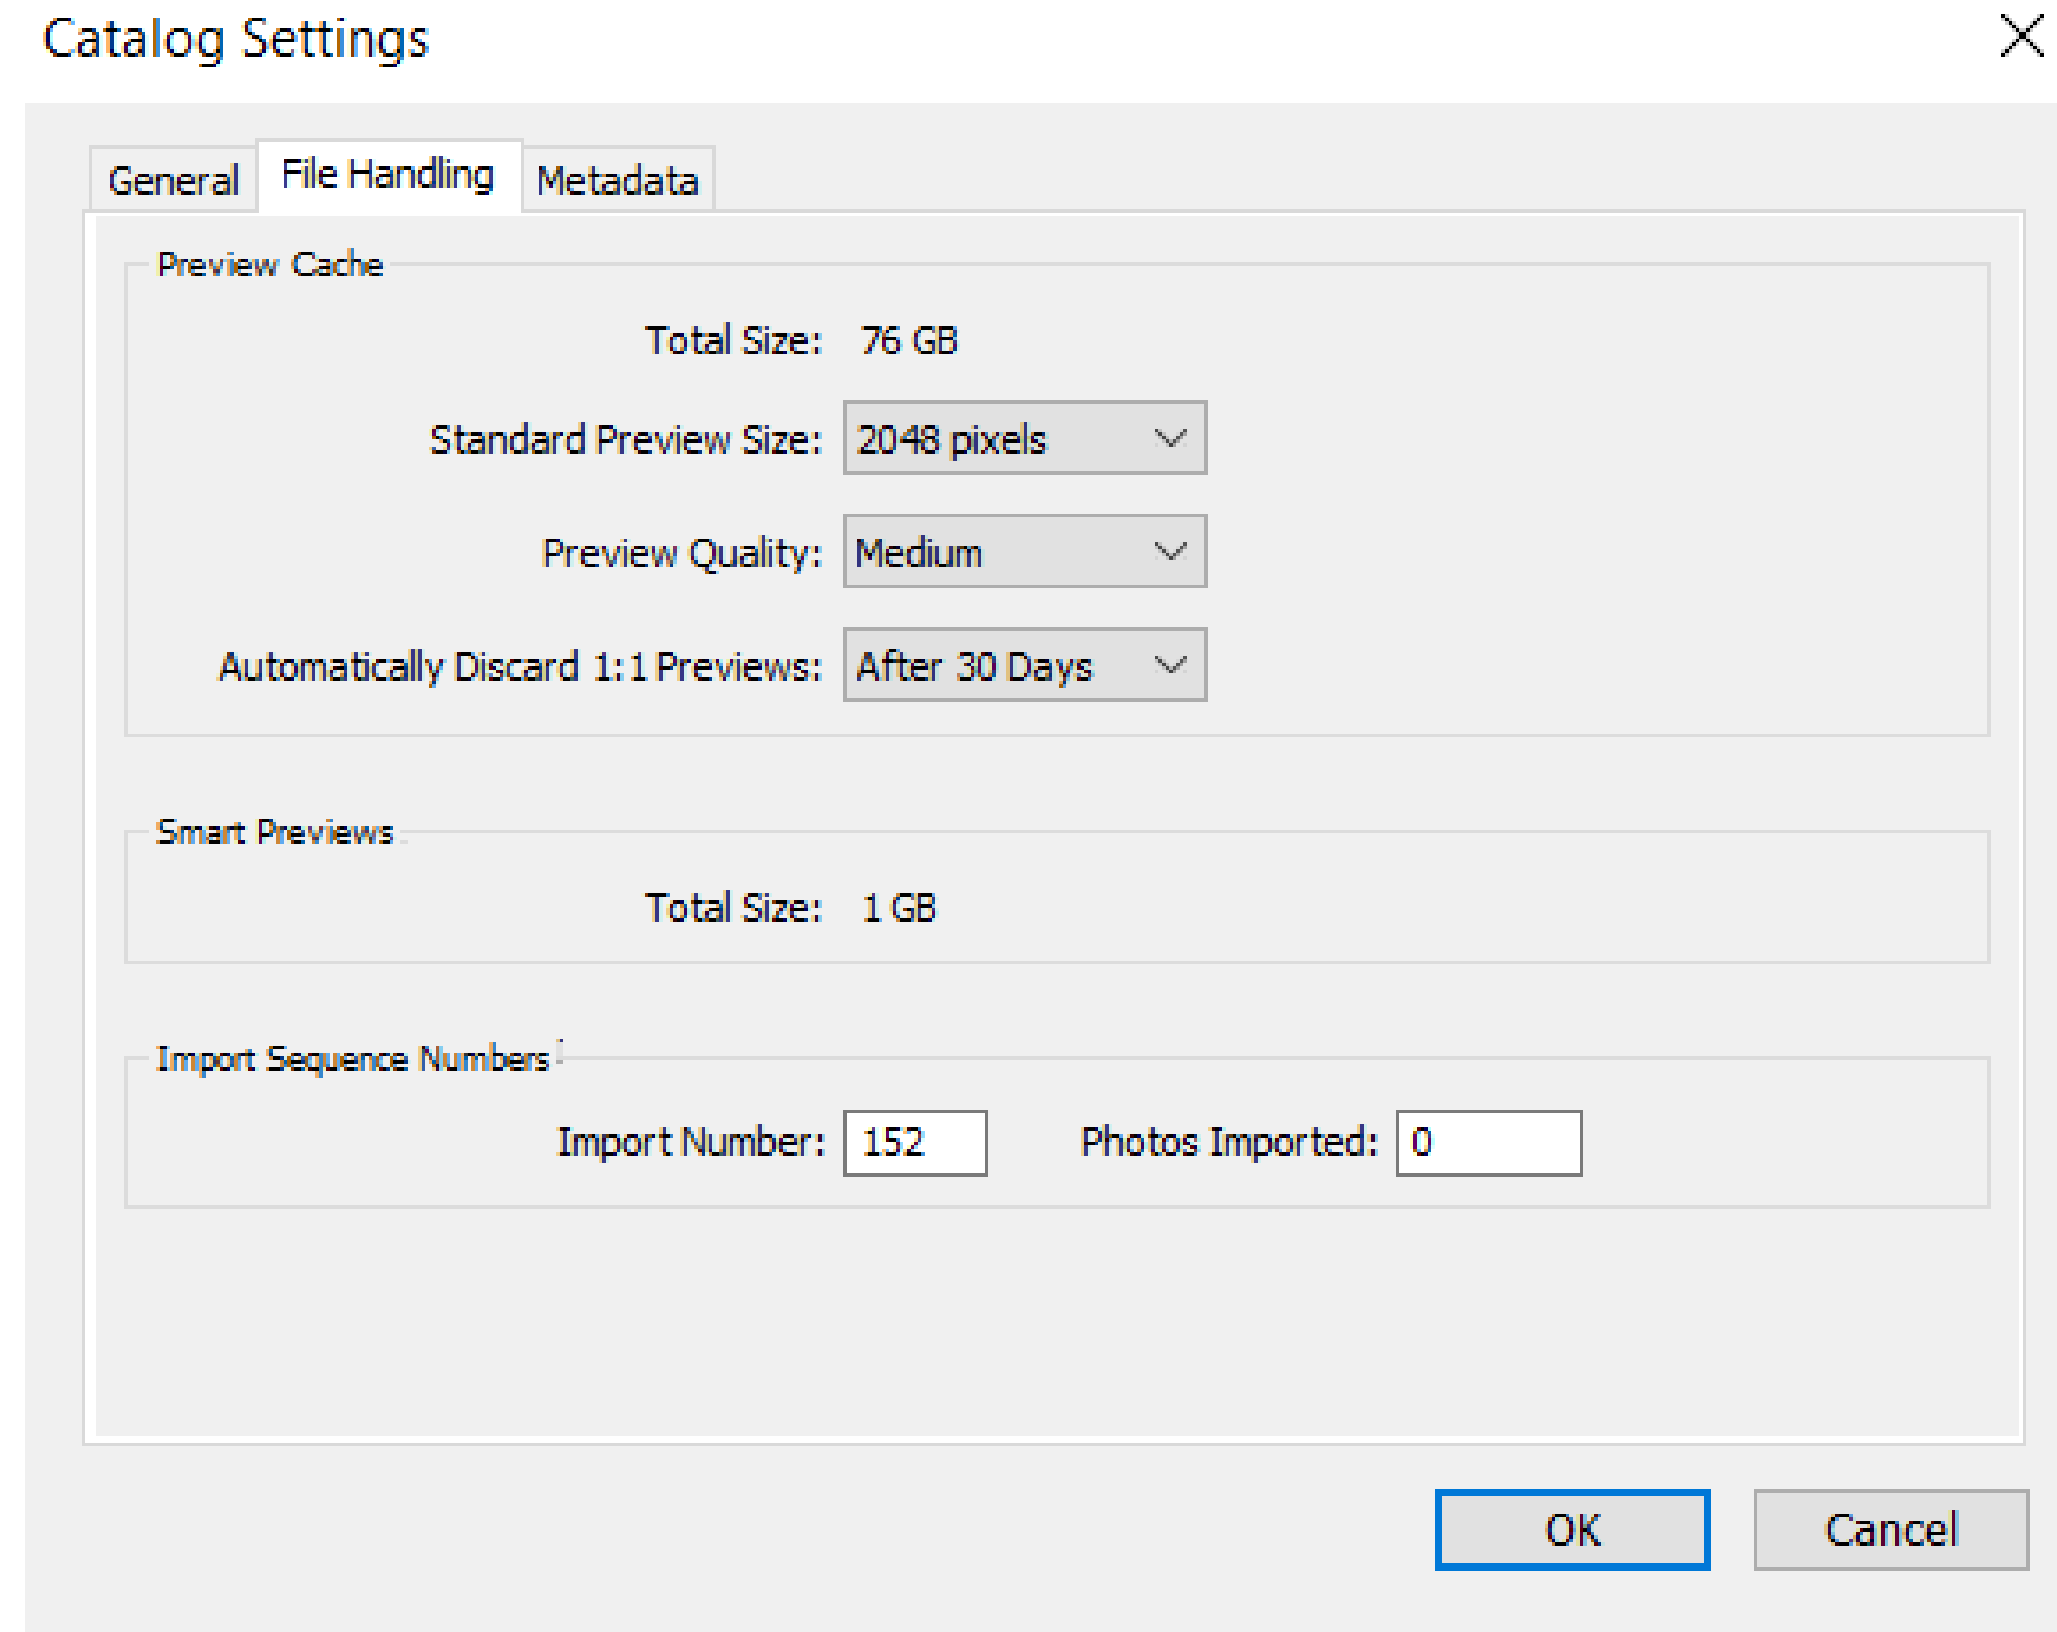 Catalog Settings
General File Handling Metadata
Preview Cache
Total Size: 76 GB
Standard Preview Size: 2048 pixels
Preview Quality: Medium
Automatically Discard 1:1 Previews: After 30 Days
Smart Previews
Total Size: 1 GB
Import Sequence Numbers
Import Number: 152 Photos Imported: 0
OK Cancel